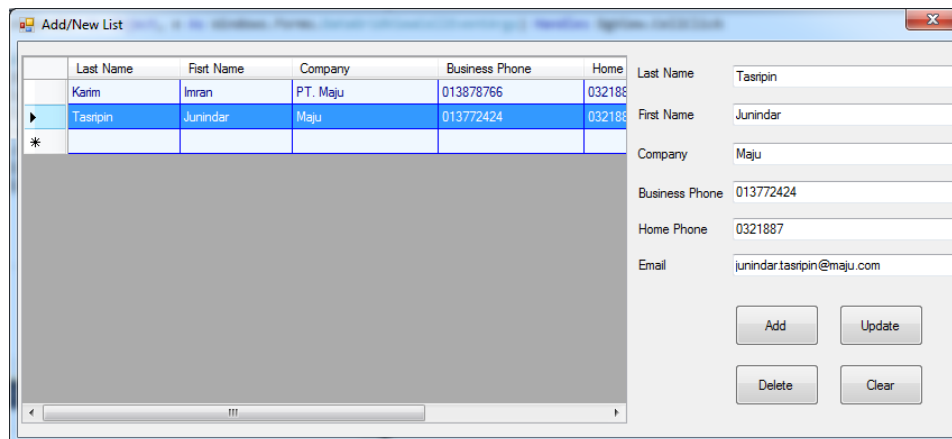 Add/New List
Last Name Fisrt Name Company Business Phone Home
Karim Imran PT. Maju 013878766 032188
Tasripin Junindar Maju 013772424 032188
Last Name Tasripin
First Name Junindar
Company Maju
Business Phone 013772424
Home Phone 0321887
Email junindar.tasripin@maju.com
Add Update
Delete Clear